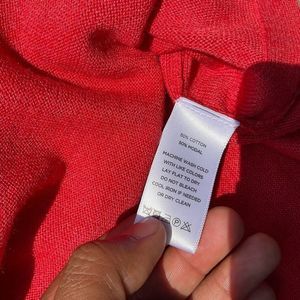 50% COTTON
50% MODAL
MACHINE WASH COLD
WITH LIKE COLORS
LAY FLAT TO DRY
DO NOT BLEACH
COOL IRON IF NEEDED
OR DRY CLEAN